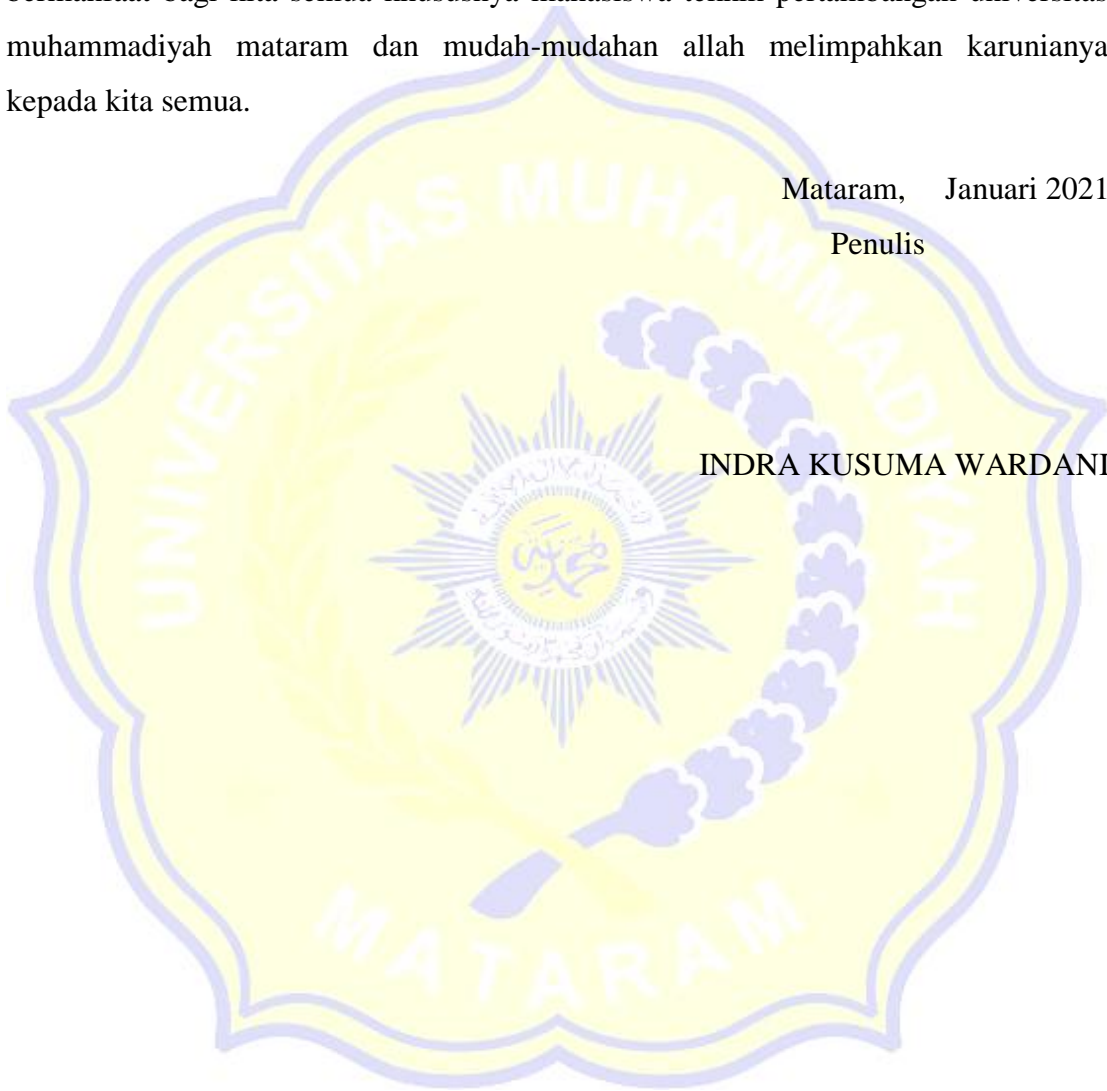 muhammadiyah mataram dan mudah-mudahan allah melimpahkan karunianya
kepada kita semua.
Mataram, Januari 2021
Penulis
INDRA KUSUMA WARDANI
UNIVERSITAS MUHAMMADIYAH
MATARAM